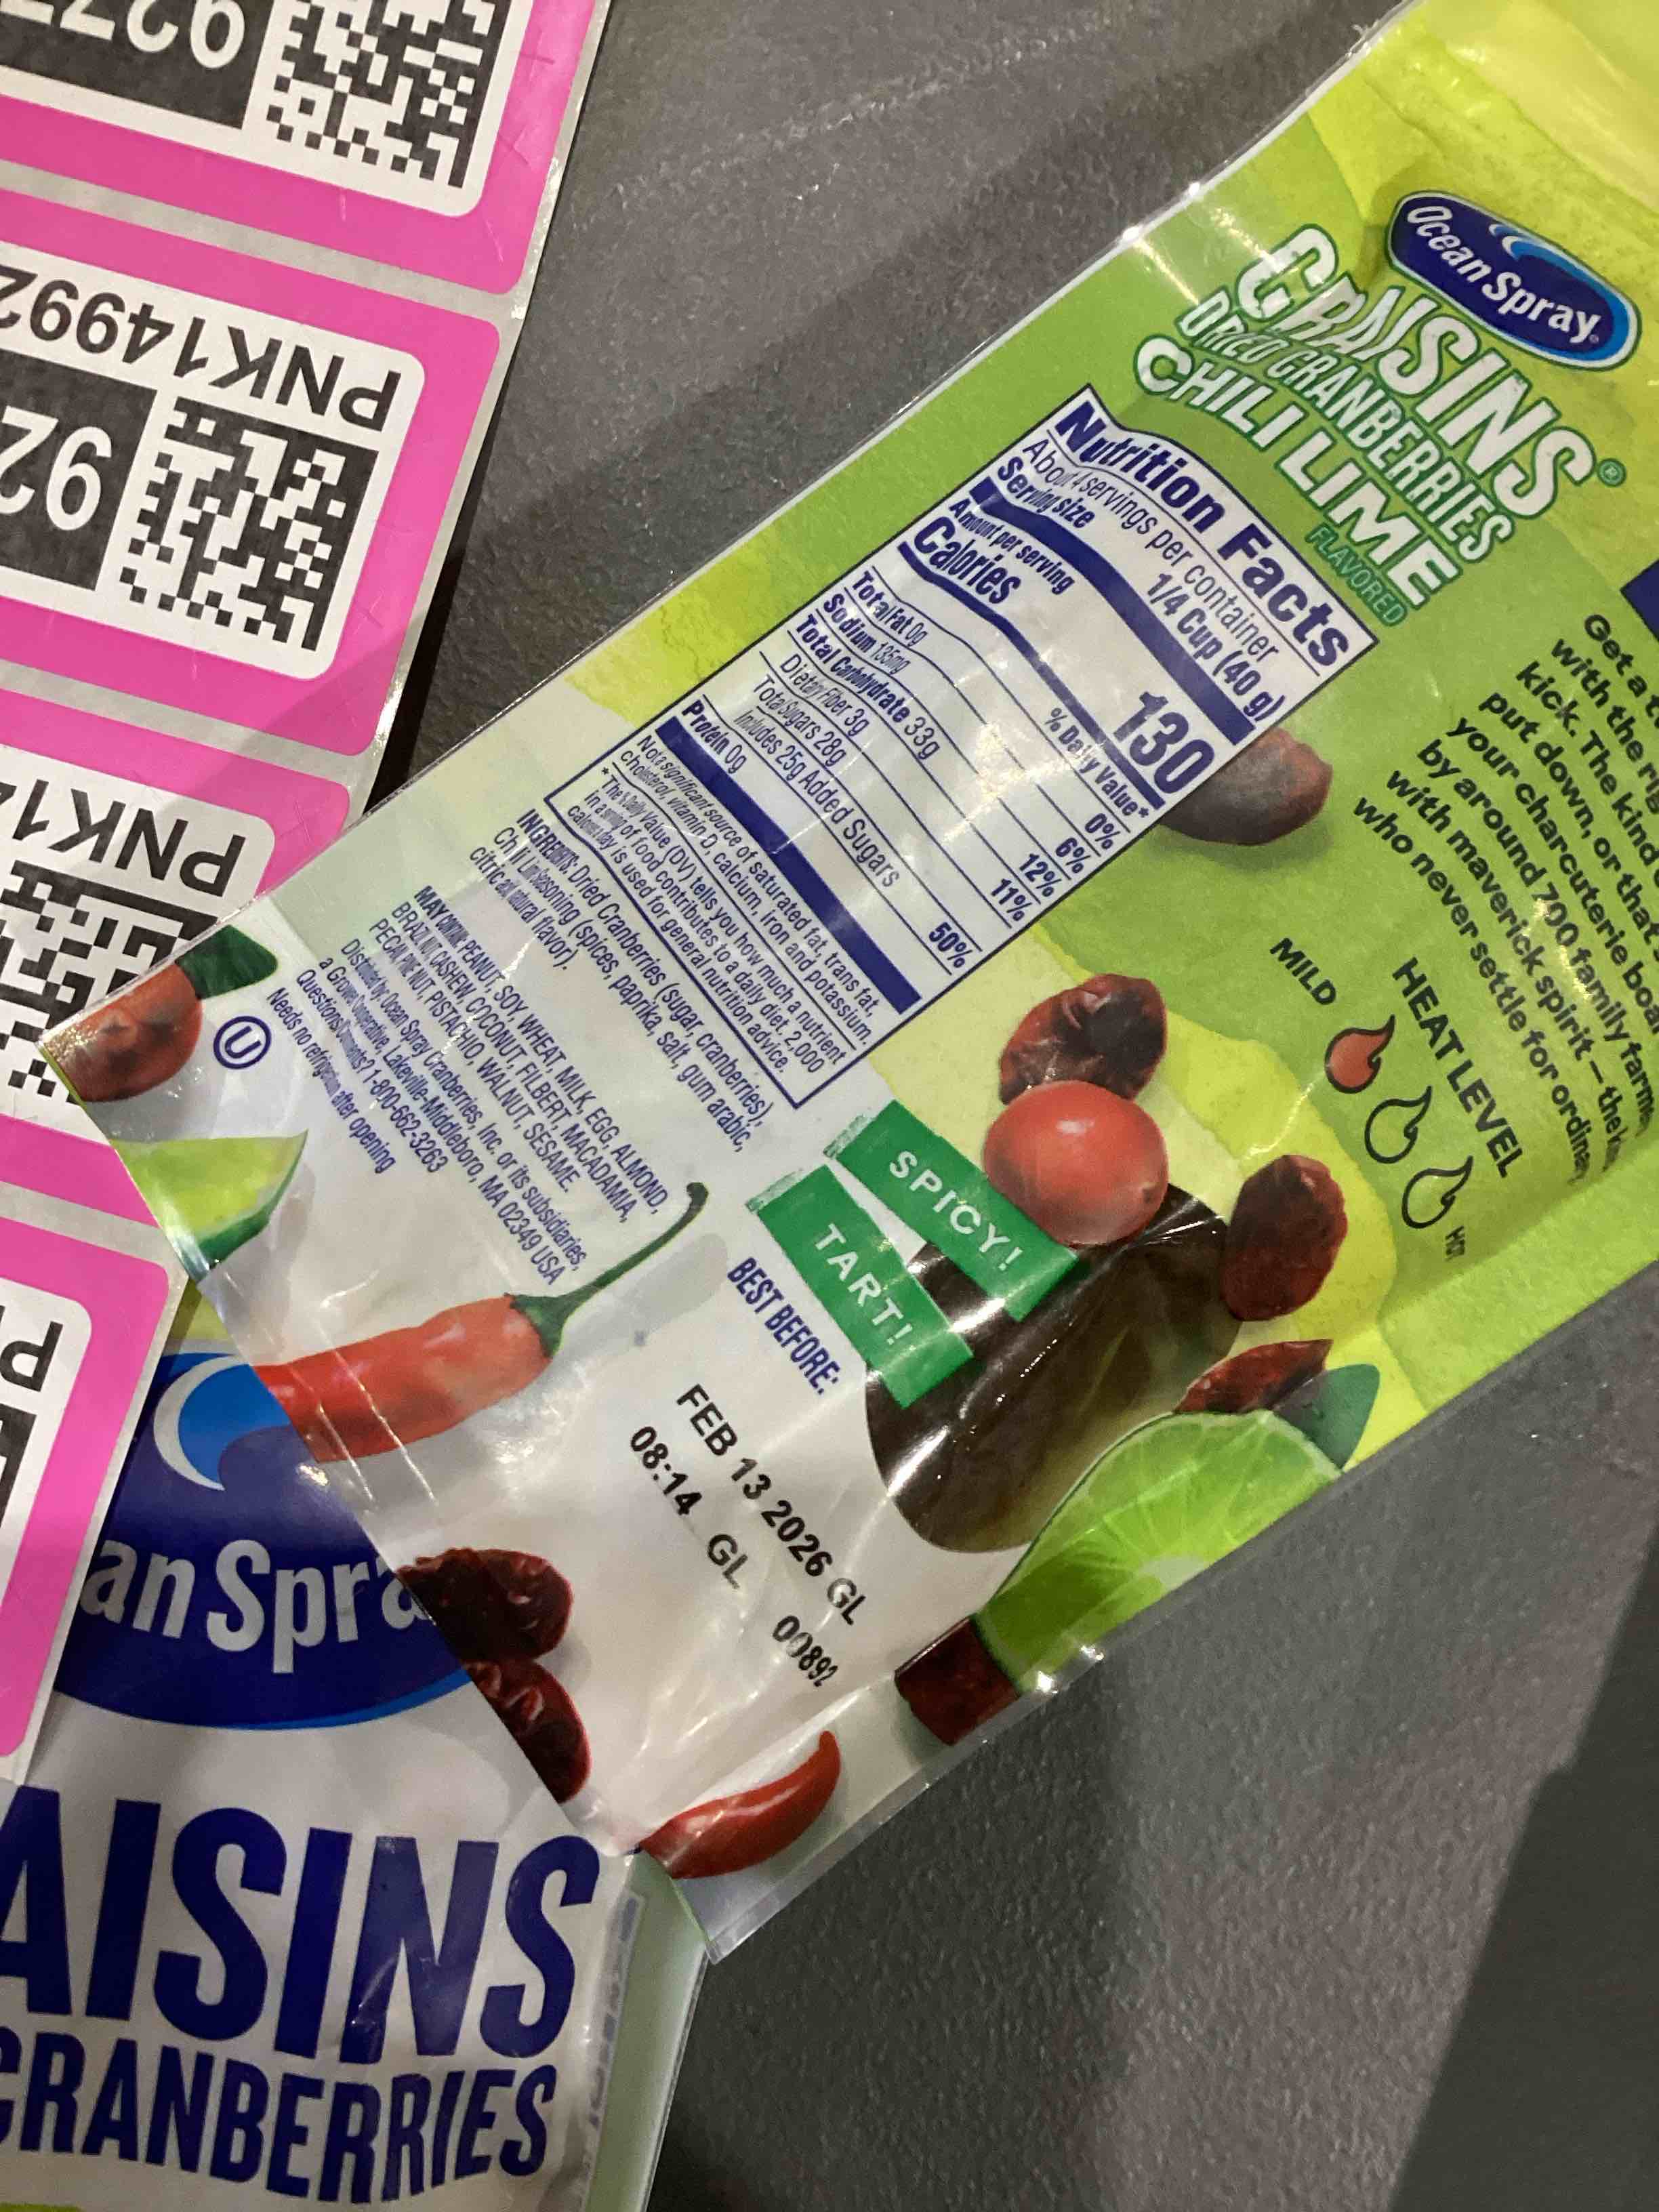 Ocean Spray
CRAISINS®
DRIED CRANBERRIES
CHILI LIME
FLAVORED
Nutrition Facts
About 4 servings per container
Serving size 1/4 Cup (40 g)
Amount per serving
Calories 130
% Daily Value*
Total Fat 0g 0%
Sodium 135mg 6%
Total Carbohydrate 33g 12%
Dietary Fiber 3g 11%
Total Sugars 28g
Includes 25g Added Sugars 50%
Protein 0g
Not a significant source of saturated fat, trans fat,
cholesterol, vitamin D, calcium, iron and potassium.
* The % Daily Value (DV) tells you how much a nutrient
in a serving of food contributes to a daily diet. 2,000
calories a day is used for general nutrition advice.
INGREDIENTS: Dried Cranberries (sugar, cranberries),
Chili Lime Seasoning (spices, paprika, salt, gum arabic,
citric acid, natural flavor).
MAY CONTAIN: PEANUT, SOY, WHEAT, MILK, EGG, ALMOND,
BRAZIL NUT, CASHEW, COCONUT, FILBERT, MACADAMIA,
PECAN, PINE NUT, PISTACHIO, WALNUT, SESAME.
Distributed by: Ocean Spray Cranberries, Inc. or its subsidiaries,
a Grower Cooperative, Lakeville-Middleboro, MA 02349 USA
Questions/Comments? 1-800-662-3263
Needs no refrigeration after opening
U
Get a
with the
kick. The kind
put down, or that
your charcuterie
by around 700 family
with maverick spirit – the
who never settle for
HEAT LEVEL
MILD
HOT
SPICY!
TART!
BEST BEFORE:
FEB 13 2026 GL
08:14 GL 00892
PNK14992
92
PNK1
an Spra
AISINS
CRANBERRIES